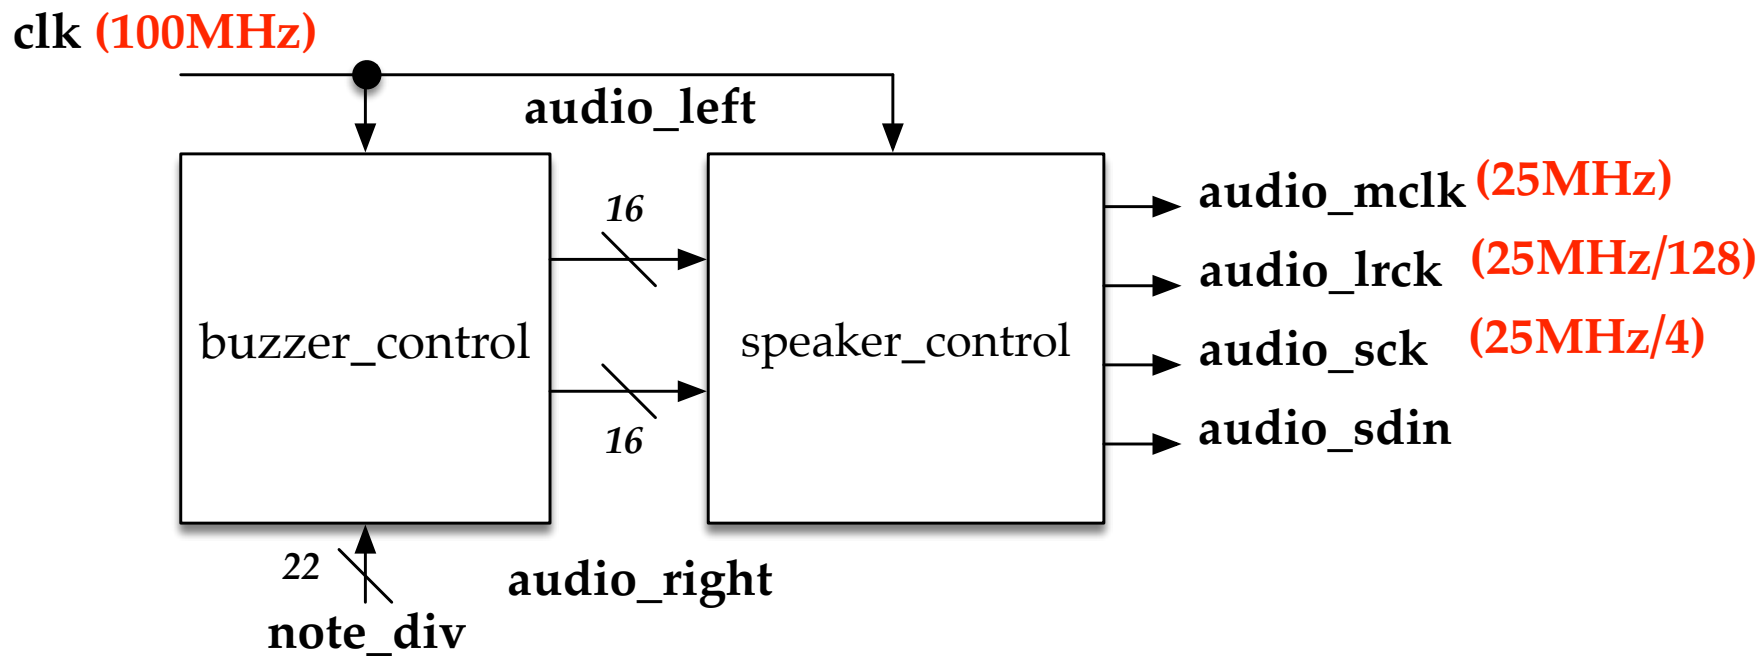 clk (100MHz)
audio_left
16
audio_mclk (25MHz)
audio_lrck (25MHz/128)
buzzer_control
speaker_control
audio_sck (25MHz/4)
16
audio_sdin
22
audio_right
note_div